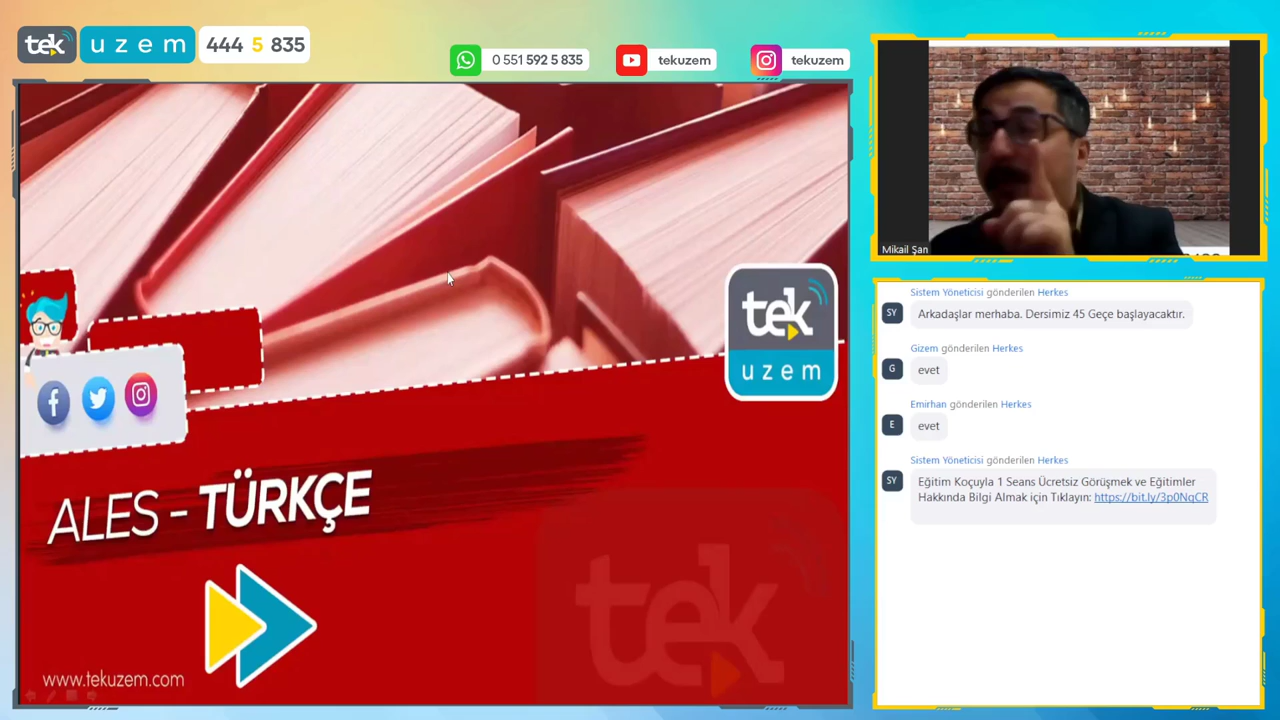 tek uzem 444 5 835
0 551 592 5 835
tekuzem
tekuzem
tek
uzem
ALES - TÜRKÇE
tek
www.tekuzem.com
Mikail Şan
Sistem Yöneticisi gönderilen Herkes
SY
Arkadaşlar merhaba. Dersimiz 45 Geçe başlayacaktır.
Gizem gönderilen Herkes
G
evet
Emirhan gönderilen Herkes
E
evet
Sistem Yöneticisi gönderilen Herkes
SY
Eğitim Koçuyla 1 Seans Ücretsiz Görüşmek ve Eğitimler
Hakkında Bilgi Almak için Tıklayın: https://bit.ly/3p0NqCR